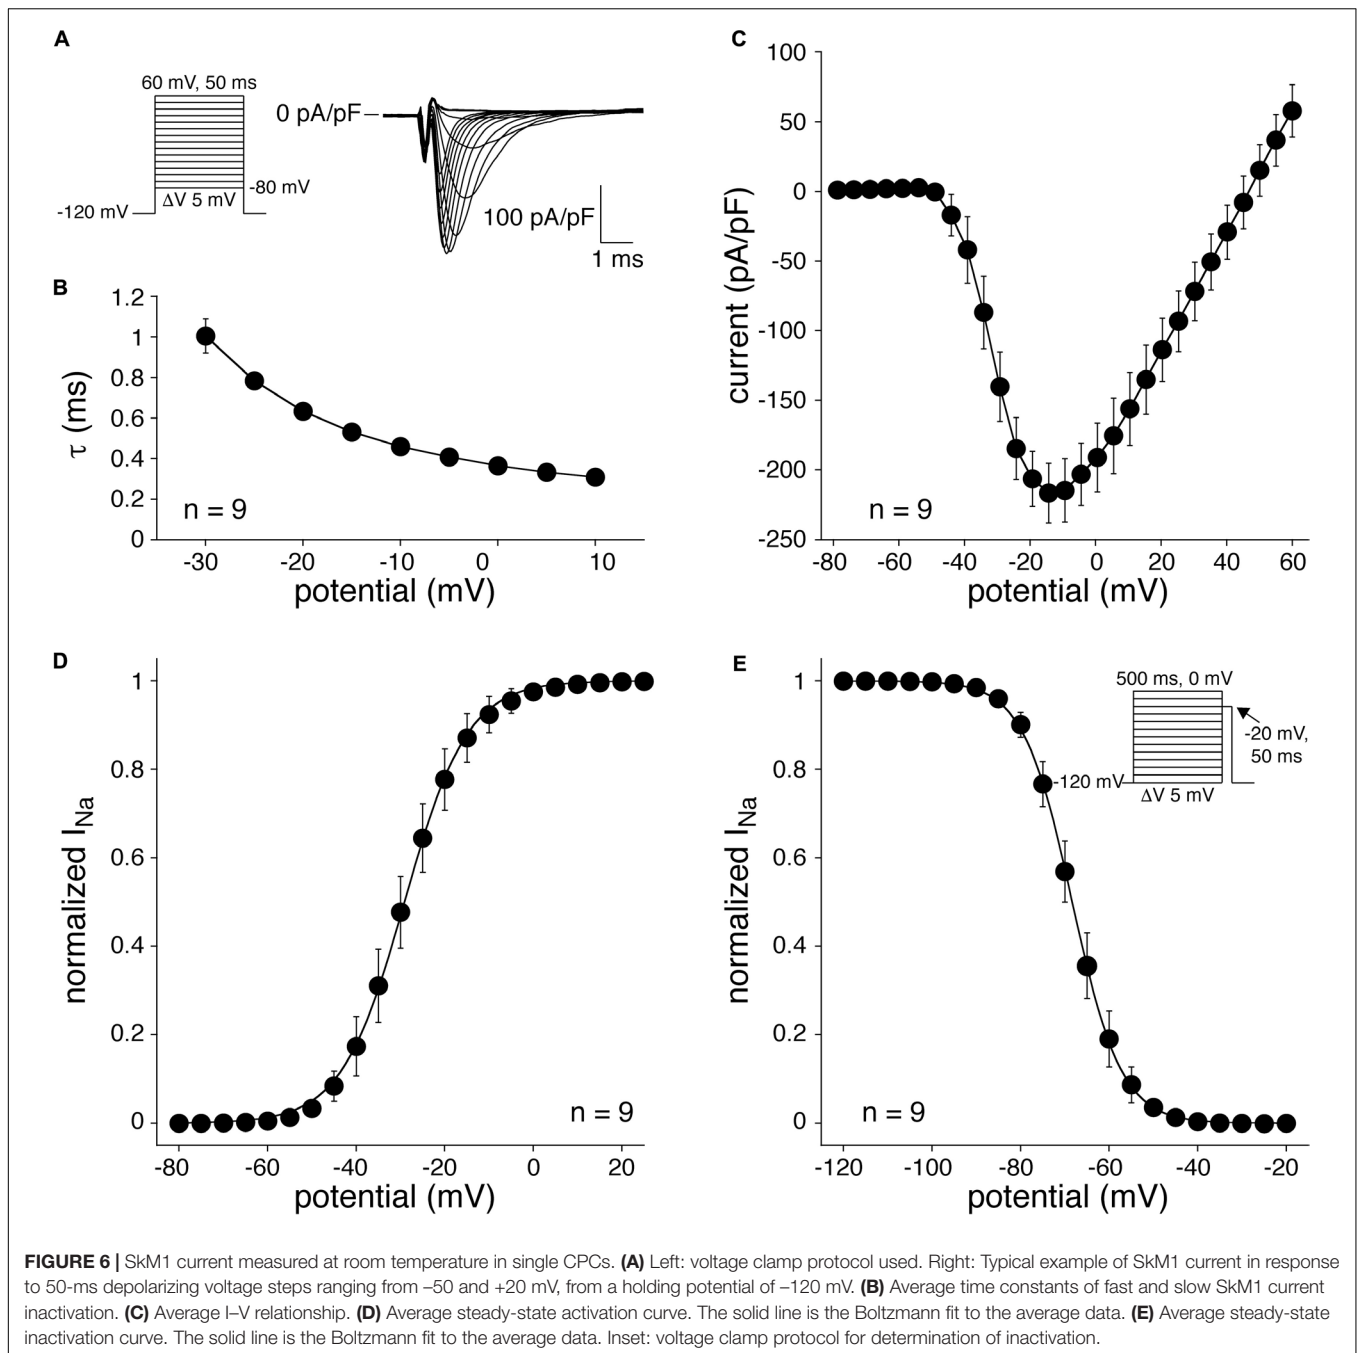 A
60 mV, 50 ms
0 pA/pF
-80 mV
ΔV 5 mV
-120 mV
100 pA/pF
1 ms
B
1.2
1
0.8
0.6
0.4
0.2
0
τ (ms)
n = 9
-30
-20
-10
0
10
potential (mV)
C
100
50
0
-50
-100
-150
-200
-250
current (pA/pF)
n = 9
-80
-60
-40
-20
0
20
40
60
potential (mV)
D
1
0.8
0.6
0.4
0.2
0
normalized INa
n = 9
-80
-60
-40
-20
0
20
potential (mV)
E
1
0.8
0.6
0.4
0.2
0
normalized INa
500 ms, 0 mV
-20 mV,
50 ms
-120 mV
ΔV 5 mV
n = 9
-120
-100
-80
-60
-40
-20
potential (mV)
FIGURE 6 | SkM1 current measured at room temperature in single CPCs. (A) Left: voltage clamp protocol used. Right: Typical example of SkM1 current in response
to 50-ms depolarizing voltage steps ranging from –50 and +20 mV, from a holding potential of –120 mV. (B) Average time constants of fast and slow SkM1 current
inactivation. (C) Average I–V relationship. (D) Average steady-state activation curve. The solid line is the Boltzmann fit to the average data. (E) Average steady-state
inactivation curve. The solid line is the Boltzmann fit to the average data. Inset: voltage clamp protocol for determination of inactivation.